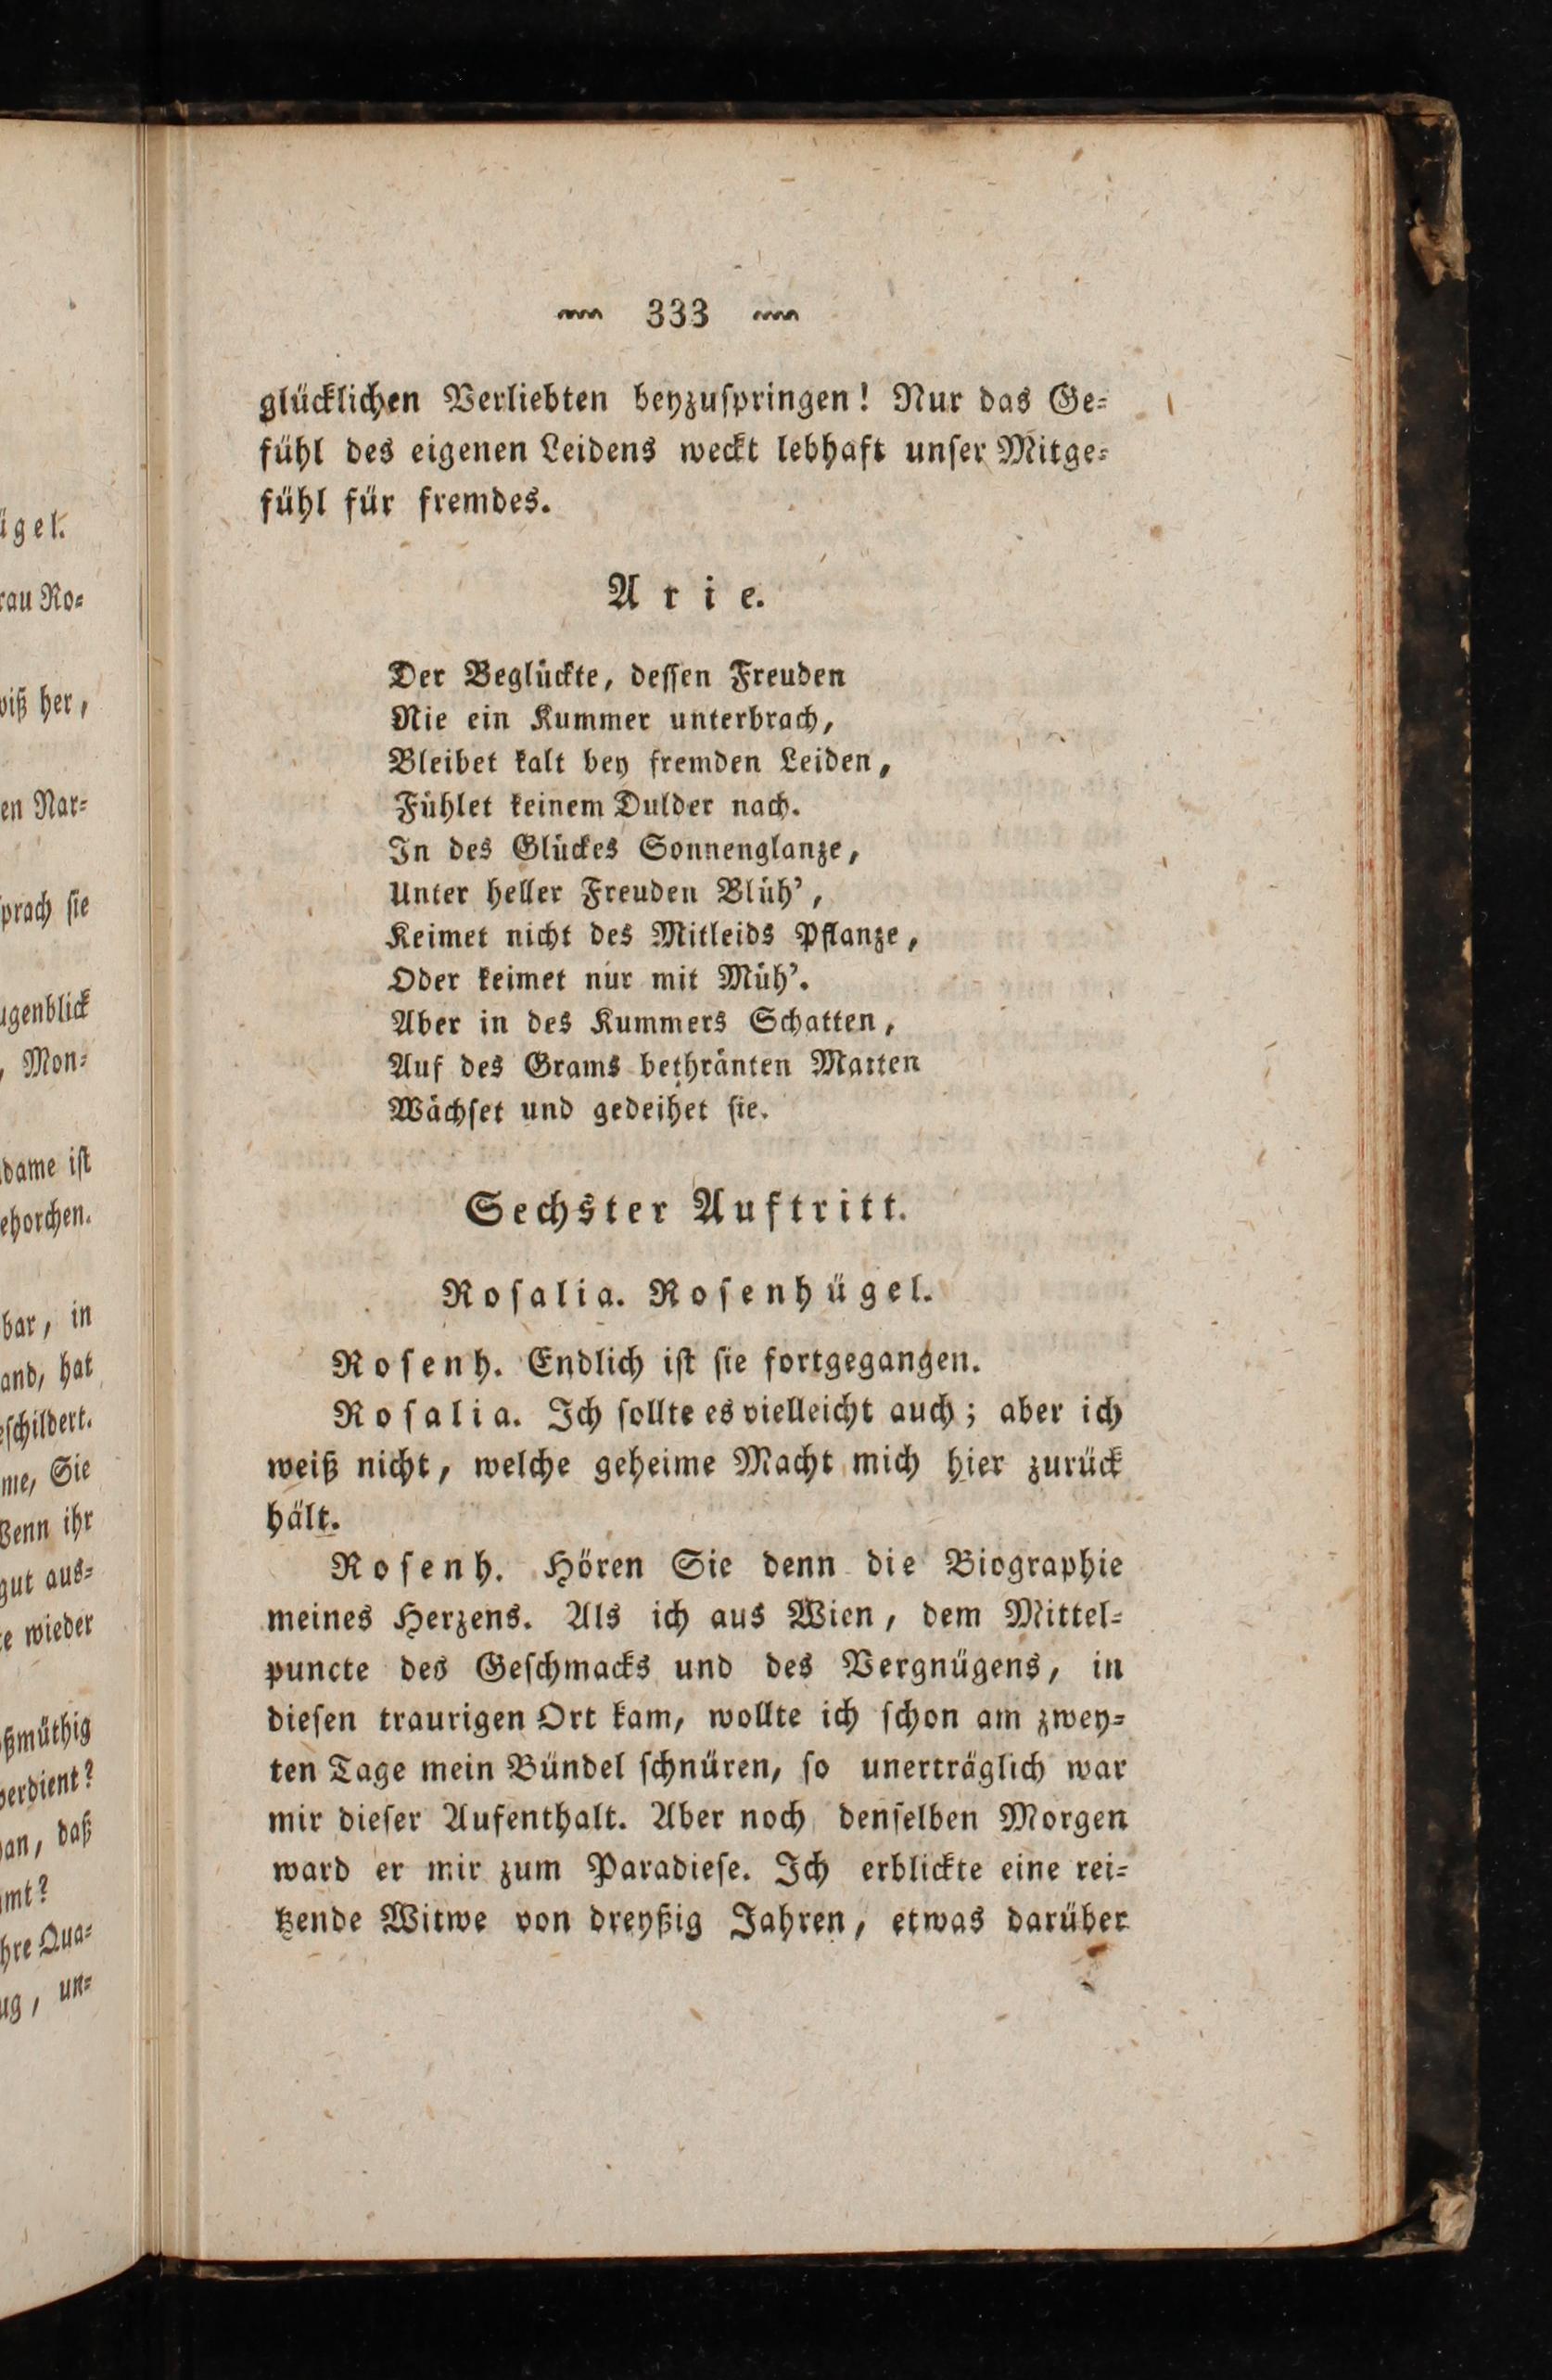 333
glücklichen Verliebten beyzuspringen! Nur das Ge-
fühl des eigenen Leidens weckt lebhaft unser Mitge-
fühl für fremdes.
Arie.
Der Beglückte, dessen Freuden
Nie ein Kummer unterbrach,
Bleibet kalt bey fremden Leiden,
Fühlet keinem Dulder nach.
In des Glückes Sonnenglanze,
Unter heller Freuden Blüh’,
Keimet nicht des Mitleids Pflanze,
Oder keimet nur mit Müh’.
Aber in des Kummers Schatten,
Auf des Grams bethränten Matten
Wächset und gedeihet sie.
Sechster Auftritt.
Rosalia. Rosenhügel.
Rosenh. Endlich ist sie fortgegangen.
Rosalia. Ich sollte es vielleicht auch; aber ich
weiß nicht, welche geheime Macht mich hier zurück
hält.
Rosenh. Hören Sie denn die Biographie
meines Herzens. Als ich aus Wien, dem Mittel-
puncte des Geschmacks und des Vergnügens, in
diesen traurigen Ort kam, wollte ich schon am zwey-
ten Tage mein Bündel schnüren, so unerträglich war
mir dieser Aufenthalt. Aber noch denselben Morgen
ward er mir zum Paradiese. Ich erblickte eine rei-
tzende Witwe von dreyßig Jahren, etwas darüber